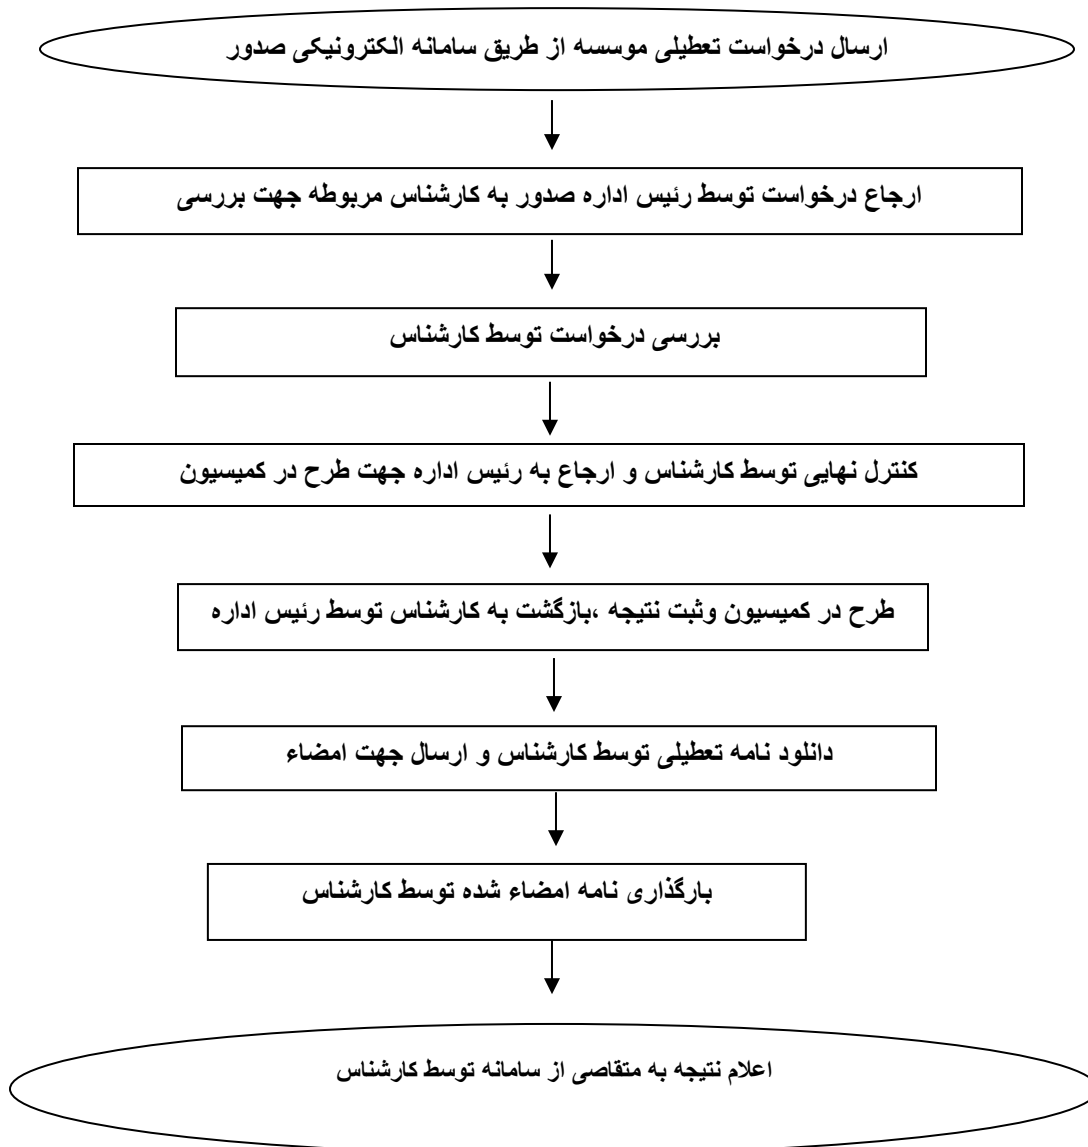 ارسال درخواست تعطیلی موسسه از طریق سامانه الکترونیکی صدور
ارجاع درخواست توسط رئیس اداره صدور به کارشناس مربوطه جهت بررسی
بررسی درخواست توسط کارشناس
کنترل نهایی توسط کارشناس و ارجاع به رئیس اداره جهت طرح در کمیسیون
طرح در کمیسیون وثبت نتیجه ،بازگشت به کارشناس توسط رئیس اداره
دانلود نامه تعطیلی توسط کارشناس و ارسال جهت امضاء
بارگذاری نامه امضاء شده توسط کارشناس
اعلام نتیجه به متقاصی از سامانه توسط کارشناس